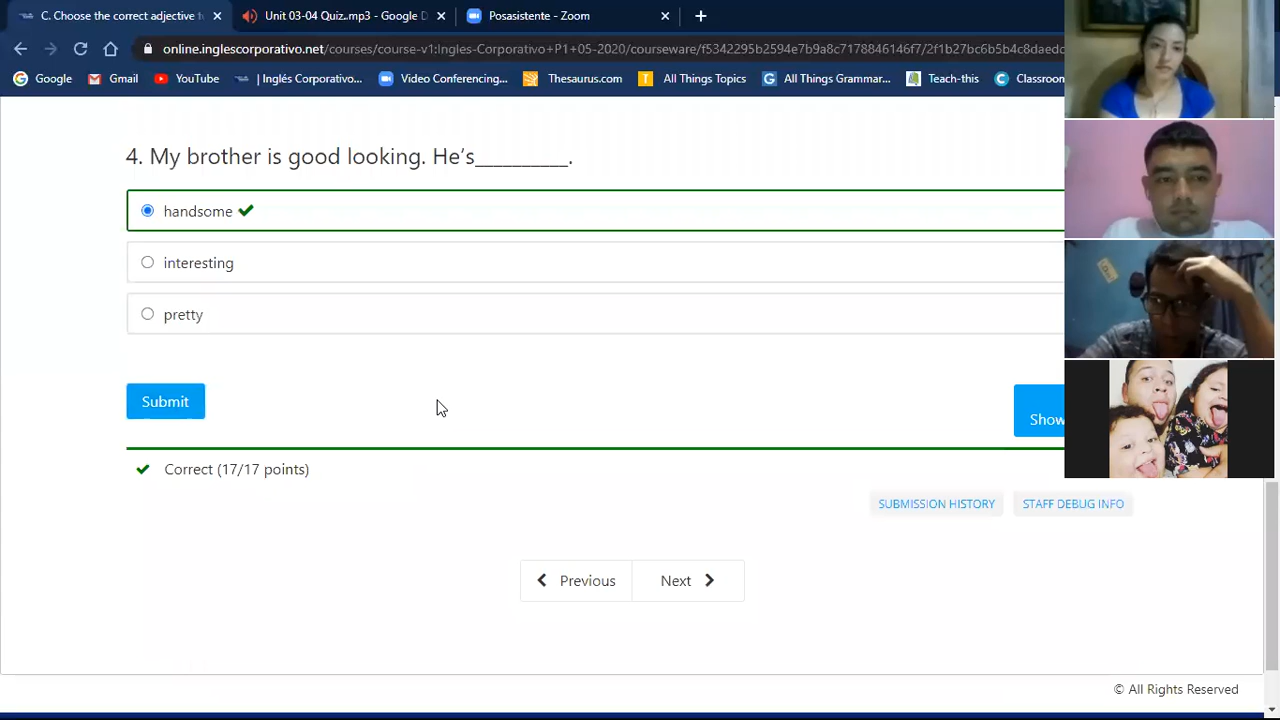 C. Choose the correct adjective t
Unit 03-04 Quiz.mp3 - Google D
Posasistente - Zoom
online.inglescorporativo.net/courses/course-v1:Ingles-Corporativo+P1+05-2020/courseware/f5342295b2594e7b9a8c7178846146f7/2f1b27bc6b5b4c8daedc
Google
Gmail
YouTube
| Inglés Corporativo...
Video Conferencing...
Thesaurus.com
All Things Topics
All Things Grammar...
Teach-this
Classroom
4. My brother is good looking. He's__________.
handsome
interesting
pretty
Submit
Show
Correct (17/17 points)
SUBMISSION HISTORY
STAFF DEBUG INFO
Previous
Next
© All Rights Reserved